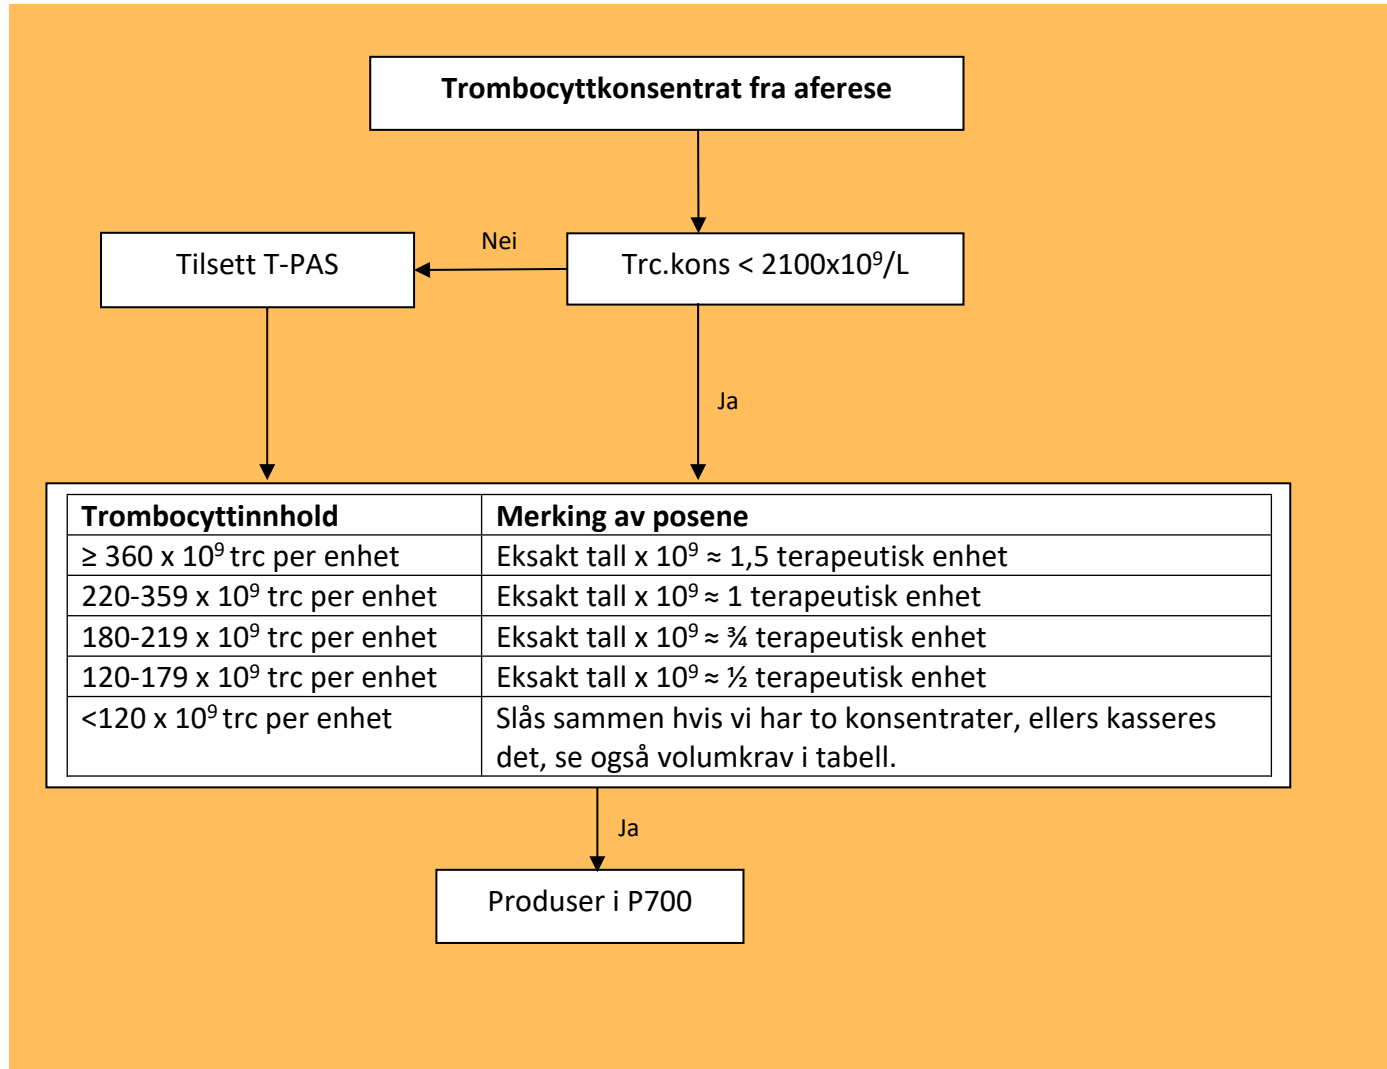 Trombocyttkonsentrat fra aferese
Nei
Tilsett T-PAS
Trc.kons < 2100x10⁹/L
Ja
Trombocyttinnhold
Merking av posene
≥ 360 x 10⁹ trc per enhet
Eksakt tall x 10⁹ ≈ 1,5 terapeutisk enhet
220-359 x 10⁹ trc per enhet
Eksakt tall x 10⁹ ≈ 1 terapeutisk enhet
180-219 x 10⁹ trc per enhet
Eksakt tall x 10⁹ ≈ ¾ terapeutisk enhet
120-179 x 10⁹ trc per enhet
Eksakt tall x 10⁹ ≈ ½ terapeutisk enhet
<120 x 10⁹ trc per enhet
Slås sammen hvis vi har to konsentrater, ellers kasseres
det, se også volumkrav i tabell.
Ja
Produser i P700